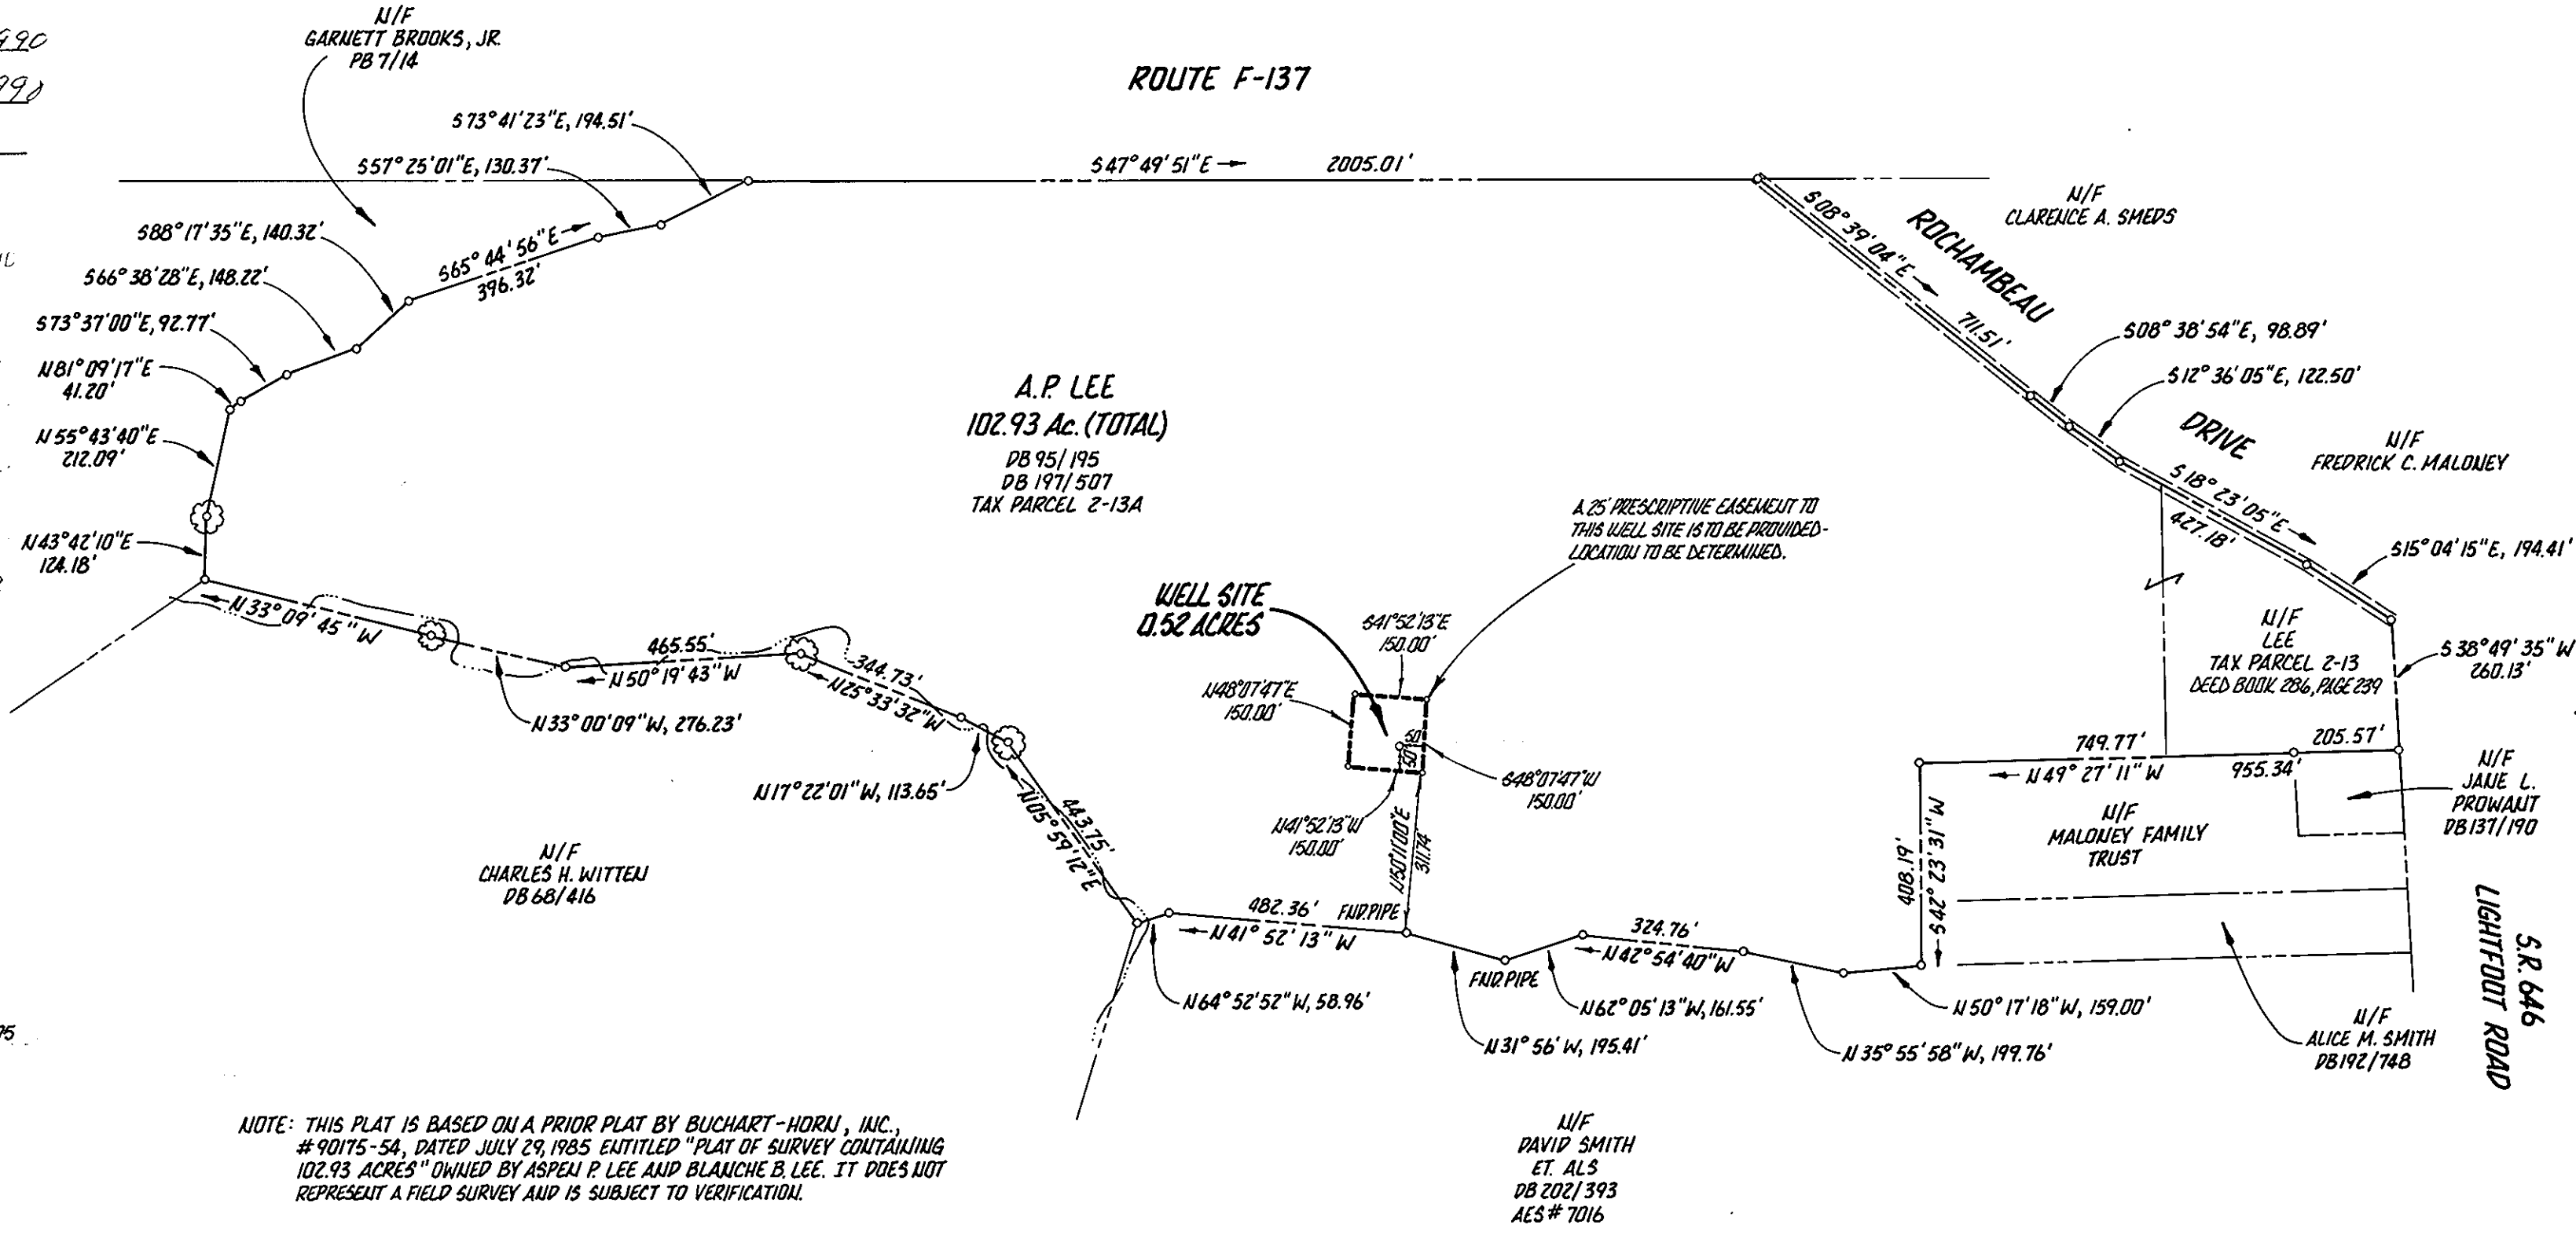 N/F
GARNETT BROOKS, JR.
PB 7/14
ROUTE F-137
S73°41'23"E, 194.51'
S57°25'01"E, 130.37'
S47°49'51"E
2005.01'
S88°17'35"E, 140.32'
S66°38'28"E, 148.22'
S65°44'56"E
396.32'
S73°37'00"E, 92.77'
N81°09'17"E
41.20'
N55°43'40"E
212.09'
N43°42'10"E
124.18'
N/F
CLARENCE A. SMEDS
S08°39'04"E
711.51'
ROCHAMBEAU
DRIVE
S08°38'54"E, 98.89'
S12°36'05"E, 122.50'
N/F
FREDRICK C. MALONEY
S18°23'05"E
427.18'
S15°04'15"E, 194.41'
A.P. LEE
102.93 Ac. (TOTAL)
DB 95/195
DB 197/507
TAX PARCEL 2-13A
A 25' PRESCRIPTIVE EASEMENT TO
THIS WELL SITE IS TO BE PROVIDED-
LOCATION TO BE DETERMINED.
WELL SITE
0.52 ACRES
S41°52'13"E
150.00'
N48°07'47"E
150.00'
50'
50'
S48°07'47"W
150.00'
N41°52'13"W
150.00'
N50°11'00"E
311.74
N/F
LEE
TAX PARCEL 2-13
DEED BOOK 286, PAGE 239
S38°49'35"W
260.13'
749.77'
205.57'
N49°27'11"W
955.34'
N/F
JANE L.
PROWANT
DB 137/190
N/F
MALONEY FAMILY
TRUST
408.19'
S42°23'31"W
S.R. 646
LIGHTFOOT ROAD
N33°09'45"W
465.55'
N50°19'43"W
344.73'
N25°33'32"W
N33°00'09"W, 276.23'
N17°22'01"W, 113.65'
443.75'
N05°59'12"E
N/F
CHARLES H. WITTEN
DB 68/416
482.36'
FND. PIPE
N41°52'13"W
324.76'
N42°54'40"W
FND. PIPE
N64°52'52"W, 58.96'
N62°05'13"W, 161.55'
N50°17'18"W, 159.00'
N31°56'W, 195.41'
N35°55'58"W, 199.76'
N/F
ALICE M. SMITH
DB 192/748
NOTE: THIS PLAT IS BASED ON A PRIOR PLAT BY BUCHART-HORN, INC.,
#90175-54, DATED JULY 29, 1985 ENTITLED "PLAT OF SURVEY CONTAINING
102.93 ACRES" OWNED BY ASPEN P. LEE AND BLANCHE B. LEE. IT DOES NOT
REPRESENT A FIELD SURVEY AND IS SUBJECT TO VERIFICATION.
N/F
DAVID SMITH
ET. ALS
DB 202/393
AES # 7016